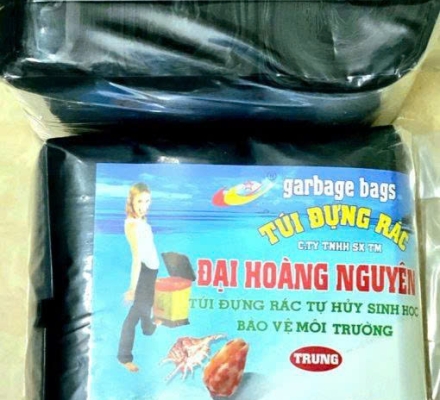 garbage bags
TÚI ĐỰNG RÁC
C.TY TNHH SX TM
ĐẠI HOÀNG NGUYÊN
TÚI ĐỰNG RÁC TỰ HỦY SINH HỌC
BẢO VỆ MÔI TRƯỜNG
TRUNG